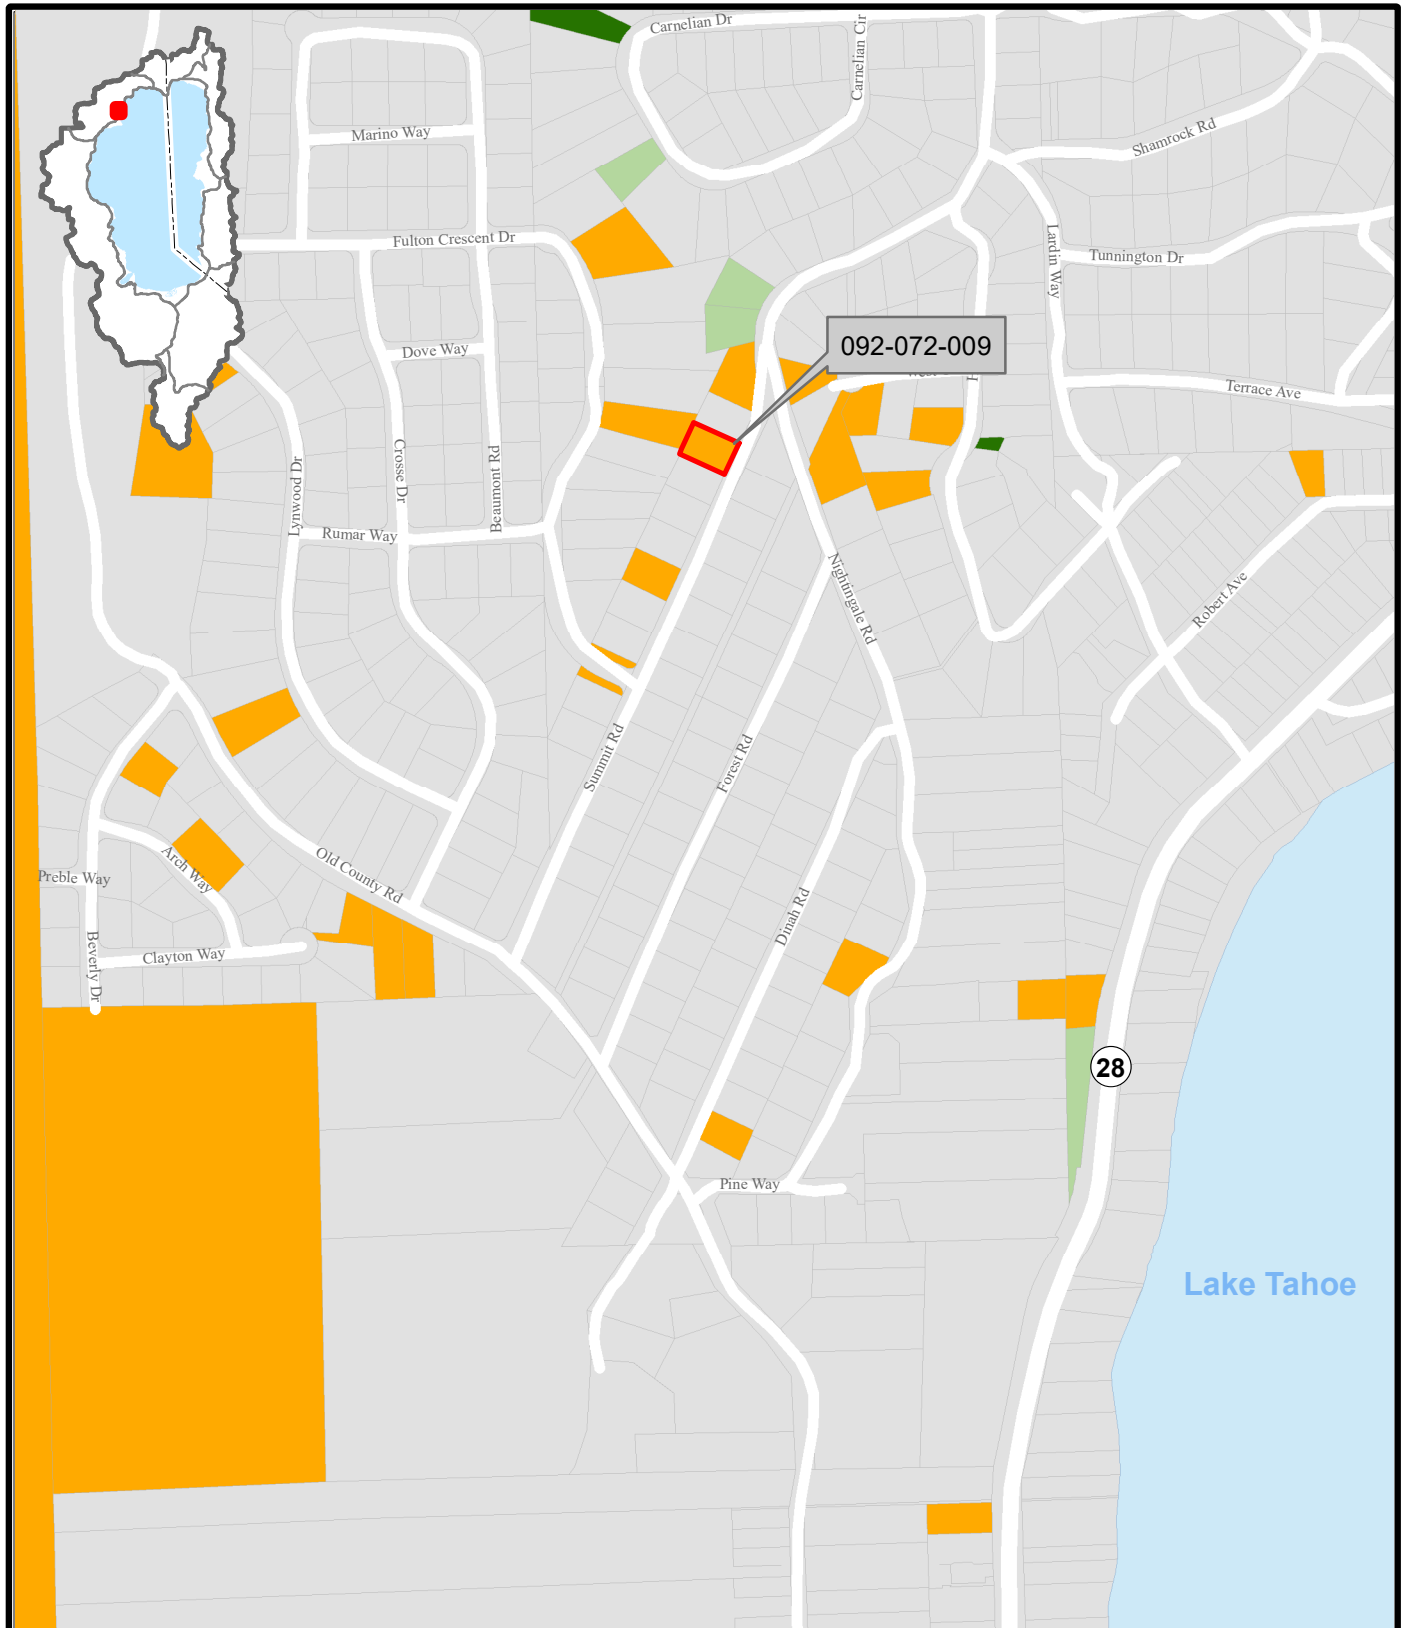 Carnelian Dr
Carnelian Cir
Marino Way
Shamrock Rd
Fulton Crescent Dr
Lardin Way
Tunnington Dr
092-072-009
Dove Way
Terrace Ave
Lynwood Dr
Crosse Dr
Beaumont Rd
Rumar Way
Nightingale Rd
Robert Ave
Summit Rd
Forest Rd
Old County Rd
Arch Way
Preble Way
Dinah Rd
Beverly Dr
Clayton Way
28
Pine Way
Lake Tahoe